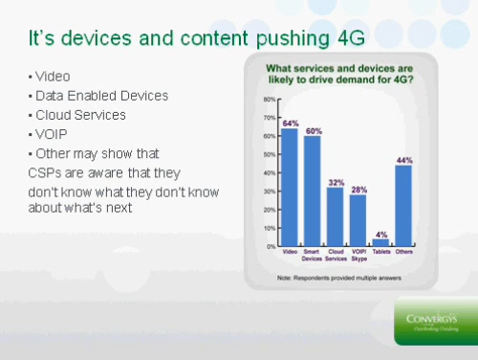 It's devices and content pushing 4G
• Video
• Data Enabled Devices
• Cloud Services
• VOIP
• Other may show that
CSPs are aware that they
don't know what they don't know
about what's next
What services and devices are
likely to drive demand for 4G?
80%
70%
60%
50%
40%
30%
20%
10%
0%
64%
60%
32%
28%
4%
44%
Video
Smart
Devices
Cloud
Services
VOIP/
Skype
Tablets
Others
Note: Respondents provided multiple answers
CONVERGYS